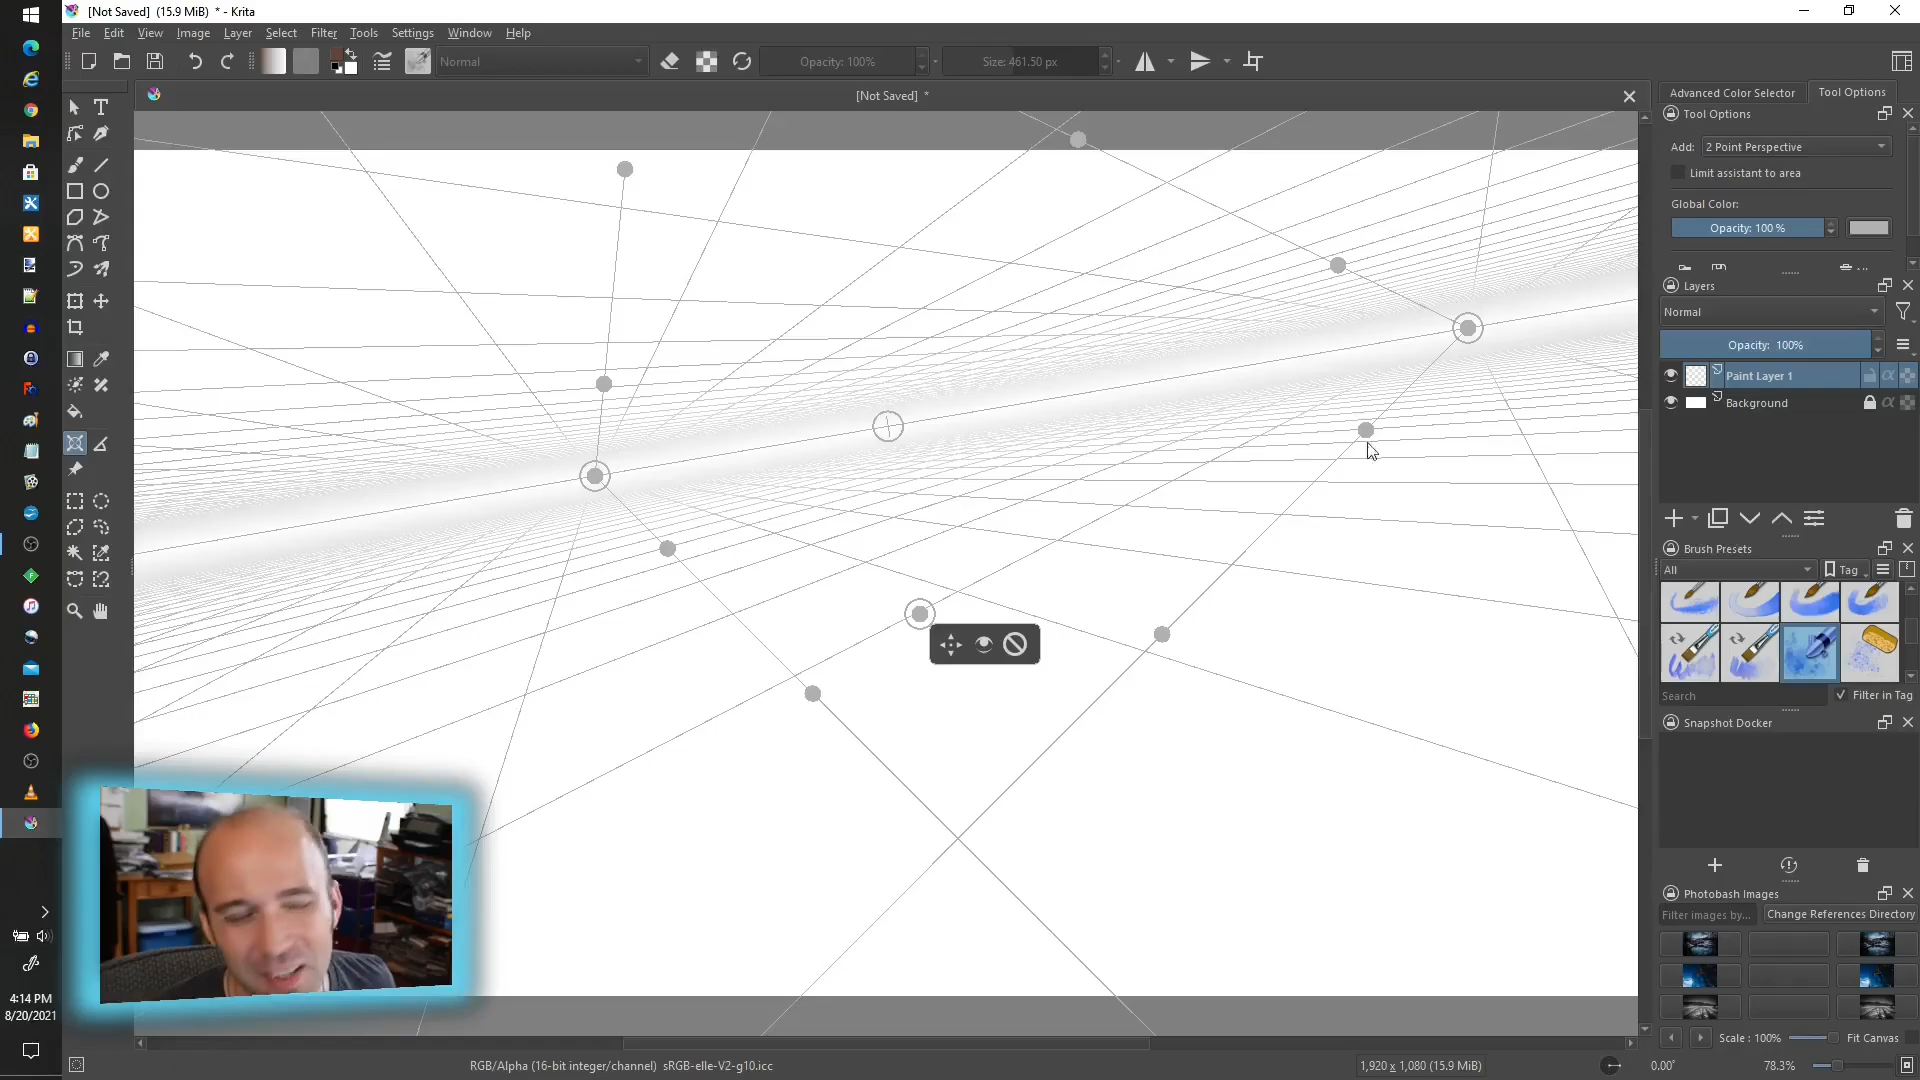 [Not Saved]  (15.9 MiB)  * - Krita
File Edit View Image Layer Select Filter Tools Settings Window Help
Normal
Opacity: 100%
Size: 461.50 px
[Not Saved]  *
Advanced Color Selector
Tool Options
Tool Options
Add: 2 Point Perspective
Limit assistant to area
Global Color:
Opacity: 100 %
Layers
Normal
Opacity:  100%
Paint Layer 1
Background
Brush Presets
All
Tag
Search
Filter in Tag
Snapshot Docker
Photobash Images
Filter images by...
Change References Directory
Scale : 100%
Fit Canvas
4:14 PM
8/20/2021
RGB/Alpha (16-bit integer/channel)  sRGB-elle-V2-g10.icc
1,920 x 1,080 (15.9 MiB)
0.00°
78.3%